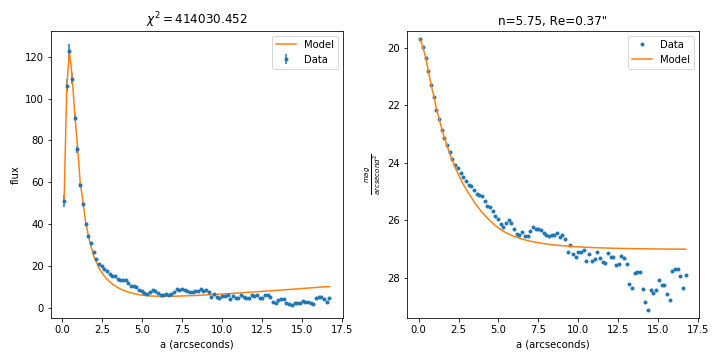 χ² = 414030.452
n=5.75, Re=0.37"
Model
Data
Data
Model
flux
120
100
80
60
40
20
0
0.0 2.5 5.0 7.5 10.0 12.5 15.0 17.5
a (arcseconds)
mag
arcsecond²
20
22
24
26
28
0.0 2.5 5.0 7.5 10.0 12.5 15.0 17.5
a (arcseconds)